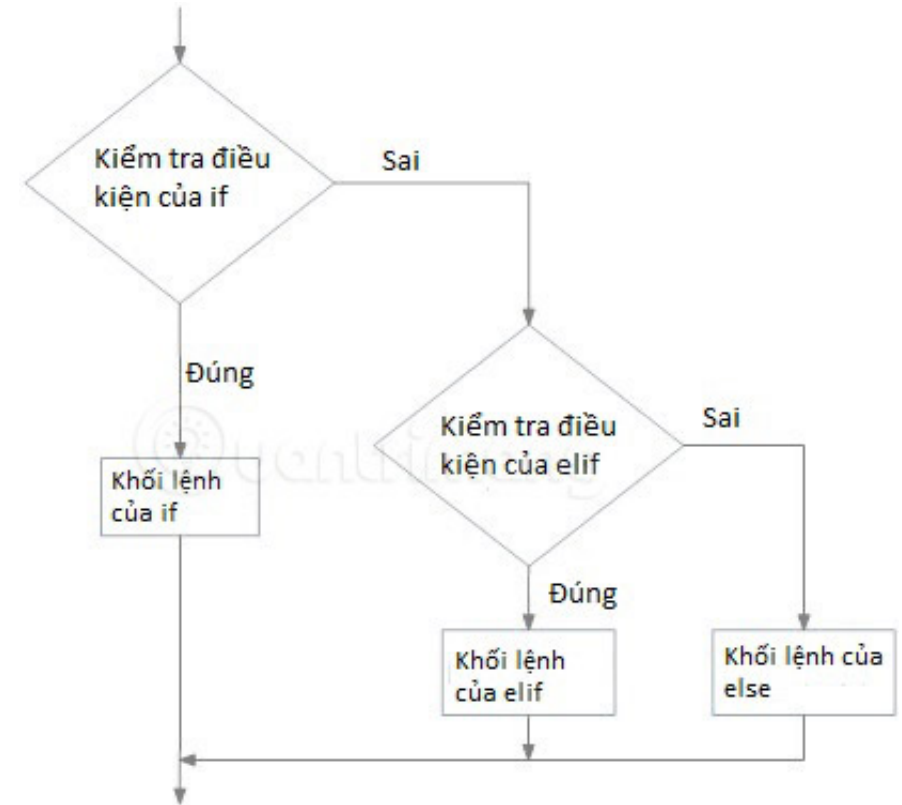 Kiểm tra điều
kiện của if
Sai
Đúng
Kiểm tra điều
kiện của elif
Sai
Khối lệnh
của if
Đúng
Khối lệnh
của elif
Khối lệnh của
else